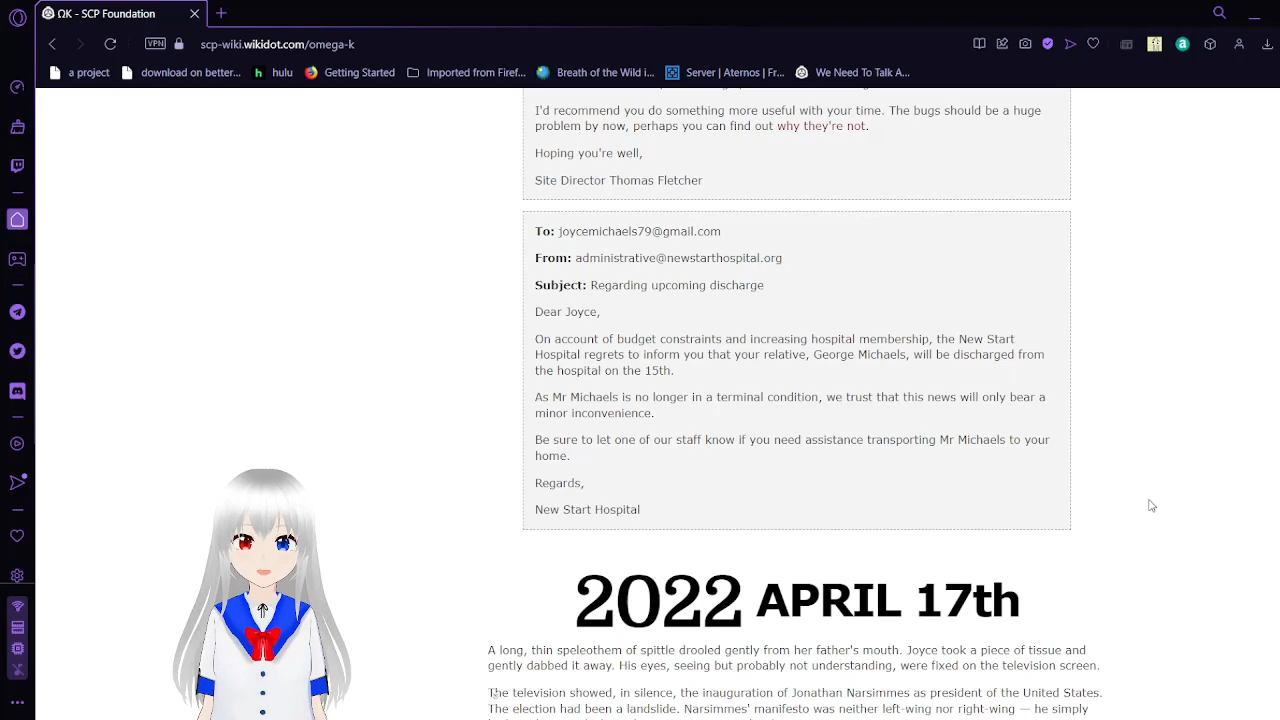 ΩK - SCP Foundation
VPN
scp-wiki.wikidot.com/omega-k
a project
download on better...
hulu
Getting Started
Imported from Firef...
Breath of the Wild i...
Server | Aternos | Fr...
We Need To Talk A...
I'd recommend you do something more useful with your time. The bugs should be a huge
problem by now, perhaps you can find out why they're not.
Hoping you're well,
Site Director Thomas Fletcher
To: joycemichaels79@gmail.com
From: administrative@newstarthospital.org
Subject: Regarding upcoming discharge
Dear Joyce,
On account of budget constraints and increasing hospital membership, the New Start
Hospital regrets to inform you that your relative, George Michaels, will be discharged from
the hospital on the 15th.
As Mr Michaels is no longer in a terminal condition, we trust that this news will only bear a
minor inconvenience.
Be sure to let one of our staff know if you need assistance transporting Mr Michaels to your
home.
Regards,
New Start Hospital
2022 APRIL 17th
A long, thin speleothem of spittle drooled gently from her father's mouth. Joyce took a piece of tissue and
gently dabbed it away. His eyes, seeing but probably not understanding, were fixed on the television screen.
The television showed, in silence, the inauguration of Jonathan Narsimmes as president of the United States.
The election had been a landslide. Narsimmes' manifesto was neither left-wing nor right-wing — he simply